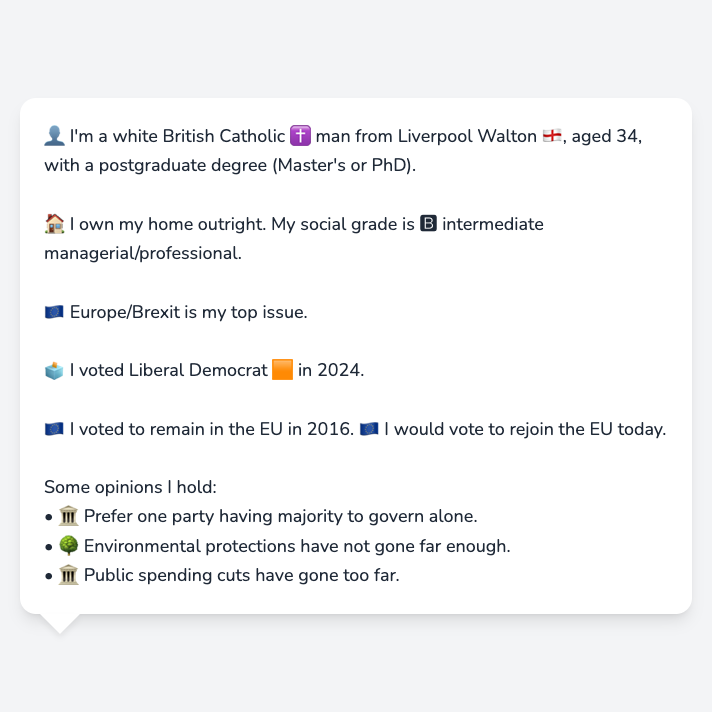 👤 I'm a white British Catholic ✝️ man from Liverpool Walton 🏴󠁧󠁢󠁥󠁮󠁧󠁿, aged 34,
with a postgraduate degree (Master's or PhD).
🏠 I own my home outright. My social grade is 🅱 intermediate
managerial/professional.
🇪🇺 Europe/Brexit is my top issue.
🗳️ I voted Liberal Democrat 🟧 in 2024.
🇪🇺 I voted to remain in the EU in 2016. 🇪🇺 I would vote to rejoin the EU today.
Some opinions I hold:
• 🏛️ Prefer one party having majority to govern alone.
• 🌳 Environmental protections have not gone far enough.
• 🏛️ Public spending cuts have gone too far.